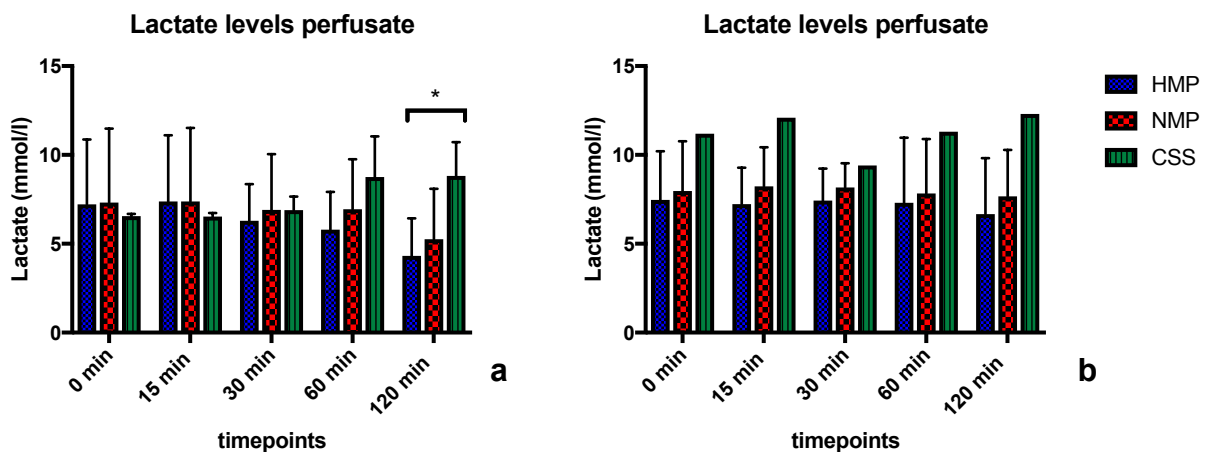 Lactate levels perfusate
Lactate (mmol/l)
15
10
5
0
*
0 min
15 min
30 min
60 min
120 min
timepoints
a
Lactate levels perfusate
Lactate (mmol/l)
15
10
5
0
0 min
15 min
30 min
60 min
120 min
timepoints
b
HMP
NMP
CSS